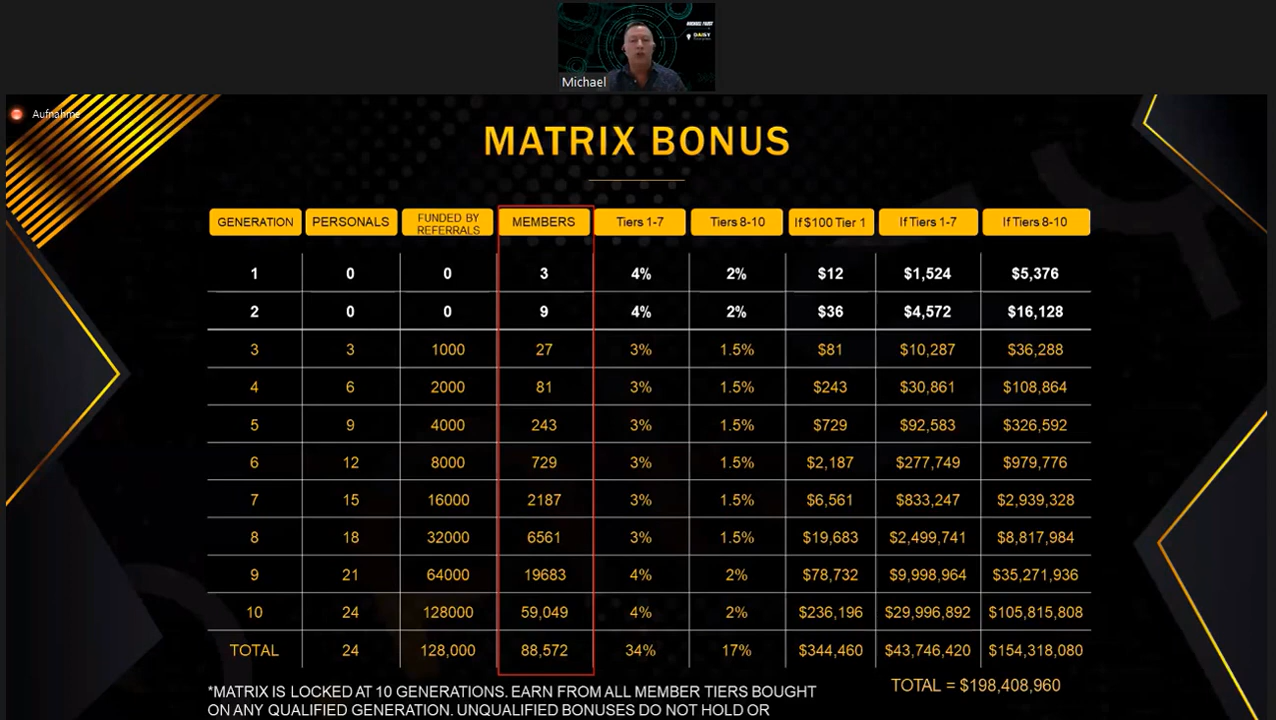 Michael
DAISY
Aufnahme
MATRIX BONUS
GENERATION PERSONALS FUNDED BY REFERRALS MEMBERS Tiers 1-7 Tiers 8-10 If $100 Tier 1 If Tiers 1-7 If Tiers 8-10
1 0 0 3 4% 2% $12 $1,524 $5,376
2 0 0 9 4% 2% $36 $4,572 $16,128
3 3 1000 27 3% 1.5% $81 $10,287 $36,288
4 6 2000 81 3% 1.5% $243 $30,861 $108,864
5 9 4000 243 3% 1.5% $729 $92,583 $326,592
6 12 8000 729 3% 1.5% $2,187 $277,749 $979,776
7 15 16000 2187 3% 1.5% $6,561 $833,247 $2,939,328
8 18 32000 6561 3% 1.5% $19,683 $2,499,741 $8,817,984
9 21 64000 19683 4% 2% $78,732 $9,998,964 $35,271,936
10 24 128000 59,049 4% 2% $236,196 $29,996,892 $105,815,808
TOTAL 24 128,000 88,572 34% 17% $344,460 $43,746,420 $154,318,080
TOTAL = $198,408,960
*MATRIX IS LOCKED AT 10 GENERATIONS. EARN FROM ALL MEMBER TIERS BOUGHT
ON ANY QUALIFIED GENERATION. UNQUALIFIED BONUSES DO NOT HOLD OR